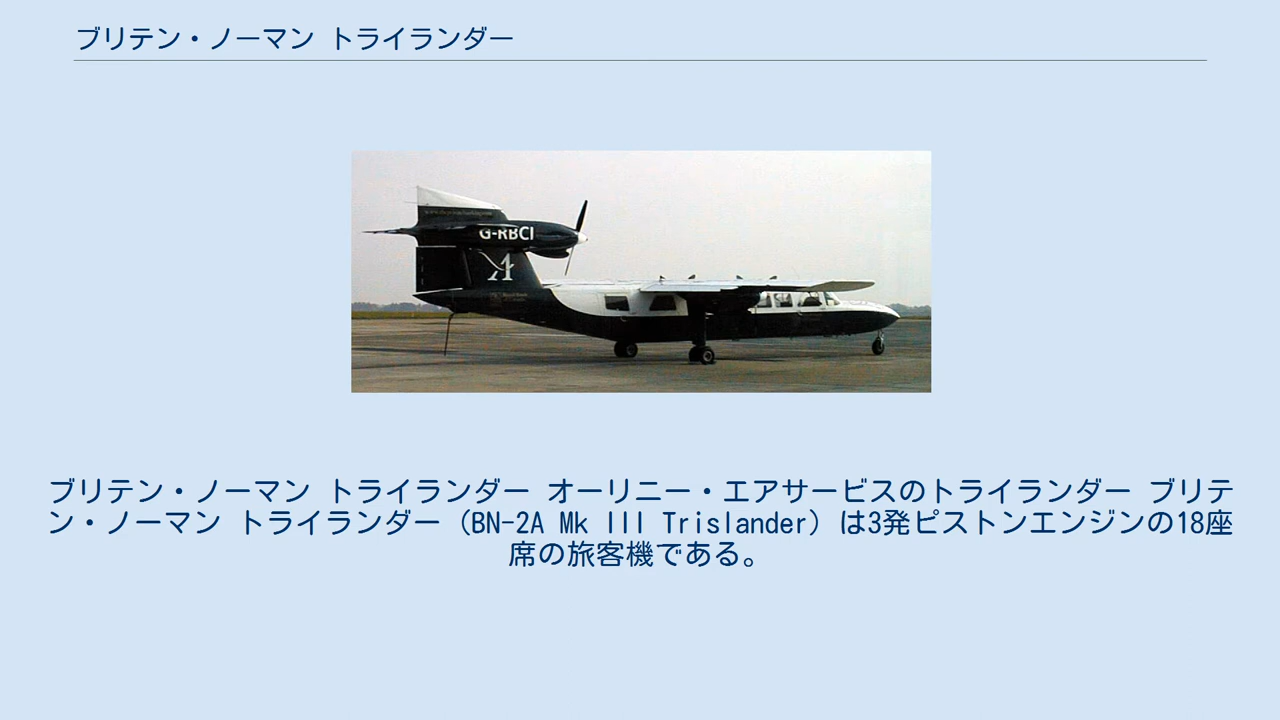 ブリテン・ノーマン トライランダー
G-RBCI
ブリテン・ノーマン トライランダー オーリニー・エアサービスのトライランダー ブリテ
ン・ノーマン トライランダー（BN-2A Mk III Trislander）は3発ピストンエンジンの18座
席の旅客機である。